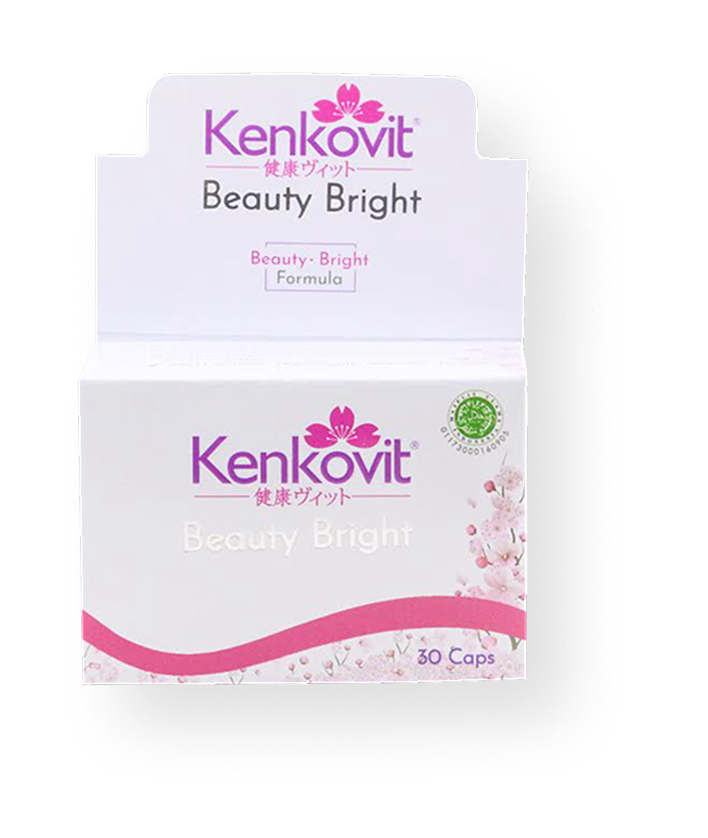 Kenkovit®
健康ヴィット
Beauty Bright
Beauty • Bright
Formula
Kenkovit®
健康ヴィット
Beauty Bright
01173000160905
30 Caps